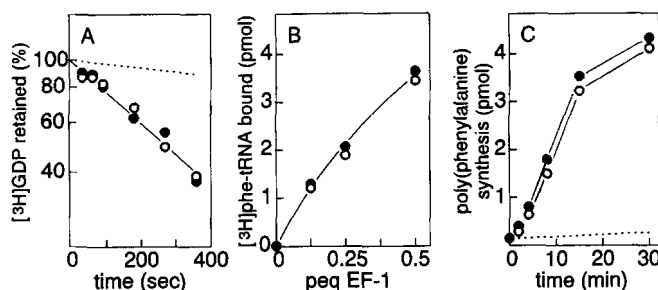 A
[³H]GDP retained (%)
100
80
60
40
0
200
400
time (sec)
B
[³H]phe-tRNA bound (pmol)
4
3
2
1
0
0
0.25
0.5
peq EF-1
C
poly(phenylalanine)
synthesis (pmol)
4
3
2
1
0
10
20
30
time (min)